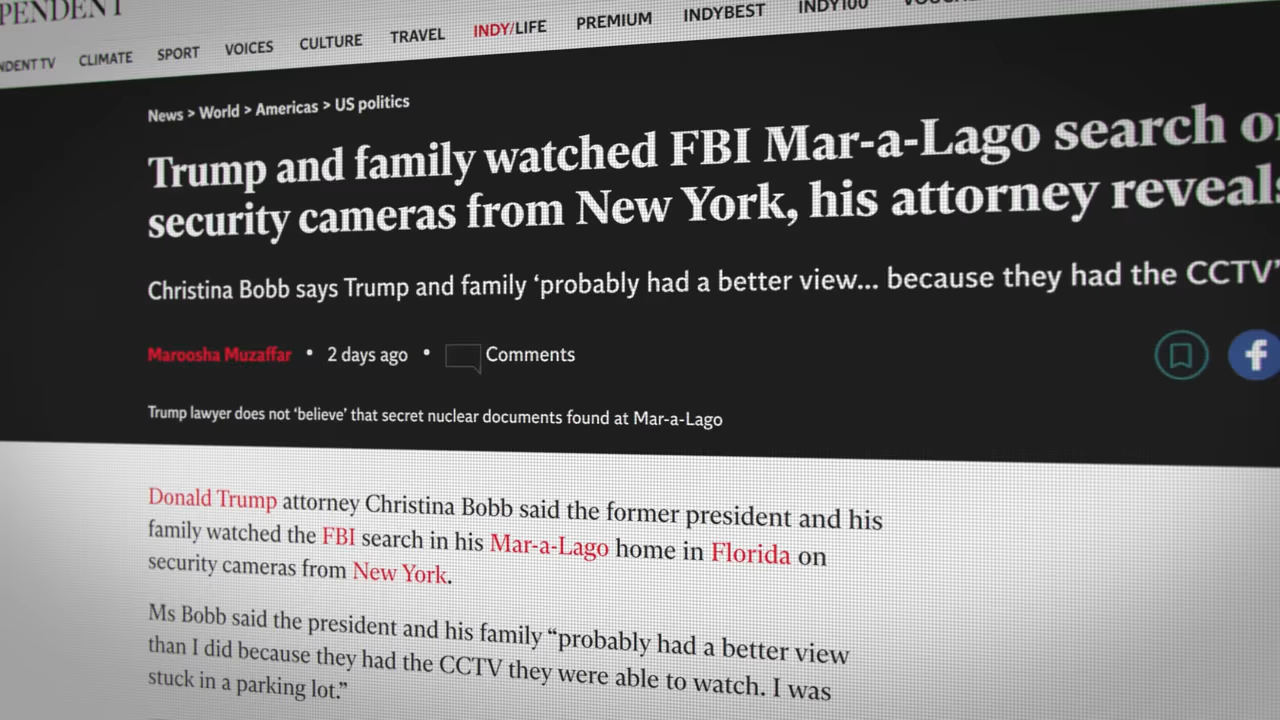 PENDENT
NDENT TV CLIMATE SPORT VOICES CULTURE TRAVEL INDY/LIFE PREMIUM INDYBEST INDY100
News > World > Americas > US politics
Trump and family watched FBI Mar-a-Lago search o
security cameras from New York, his attorney reveals
Christina Bobb says Trump and family ‘probably had a better view... because they had the CCTV’
Maroosha Muzaffar • 2 days ago • Comments
Trump lawyer does not ‘believe’ that secret nuclear documents found at Mar-a-Lago
Donald Trump attorney Christina Bobb said the former president and his
family watched the FBI search in his Mar-a-Lago home in Florida on
security cameras from New York.
Ms Bobb said the president and his family “probably had a better view
than I did because they had the CCTV they were able to watch. I was
stuck in a parking lot.”